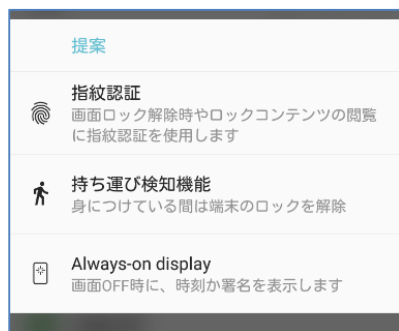 提案
指紋認証
画面ロック解除時やロックコンテンツの閲覧
に指紋認証を使用します
持ち運び検知機能
身につけている間は端末のロックを解除
Always-on display
画面OFF時に、時刻か署名を表示します